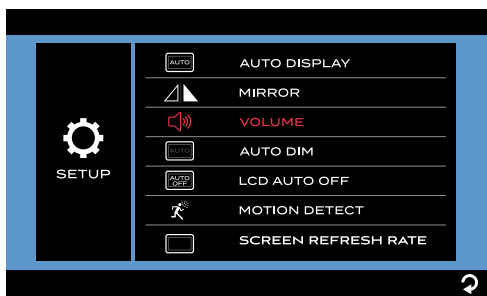 AUTO AUTO DISPLAY
MIRROR
VOLUME
AUTO AUTO DIM
SETUP
AUTO OFF LCD AUTO OFF
MOTION DETECT
SCREEN REFRESH RATE